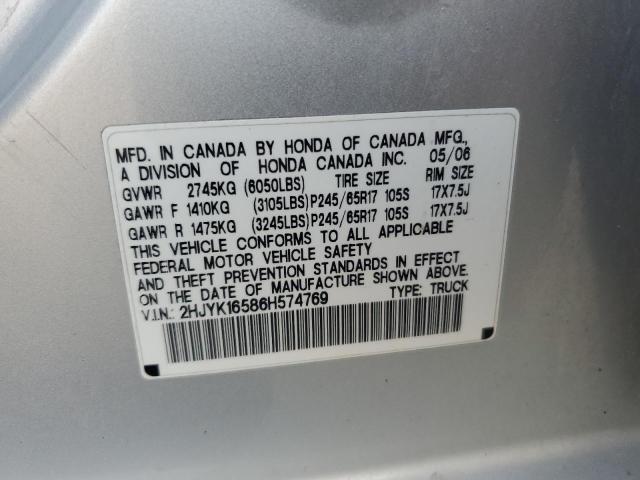 MFD. IN CANADA BY HONDA OF CANADA MFG.,
A DIVISION OF HONDA CANADA INC. 05/06
GVWR 2745KG (6050LBS) TIRE SIZE RIM SIZE
GAWR F 1410KG (3105LBS) P245/65R17 105S 17X7.5J
GAWR R 1475KG (3245LBS) P245/65R17 105S 17X7.5J
THIS VEHICLE CONFORMS TO ALL APPLICABLE
FEDERAL MOTOR VEHICLE SAFETY
AND THEFT PREVENTION STANDARDS IN EFFECT
ON THE DATE OF MANUFACTURE SHOWN ABOVE.
V.I.N.: 2HJYK16586H574769 TYPE: TRUCK